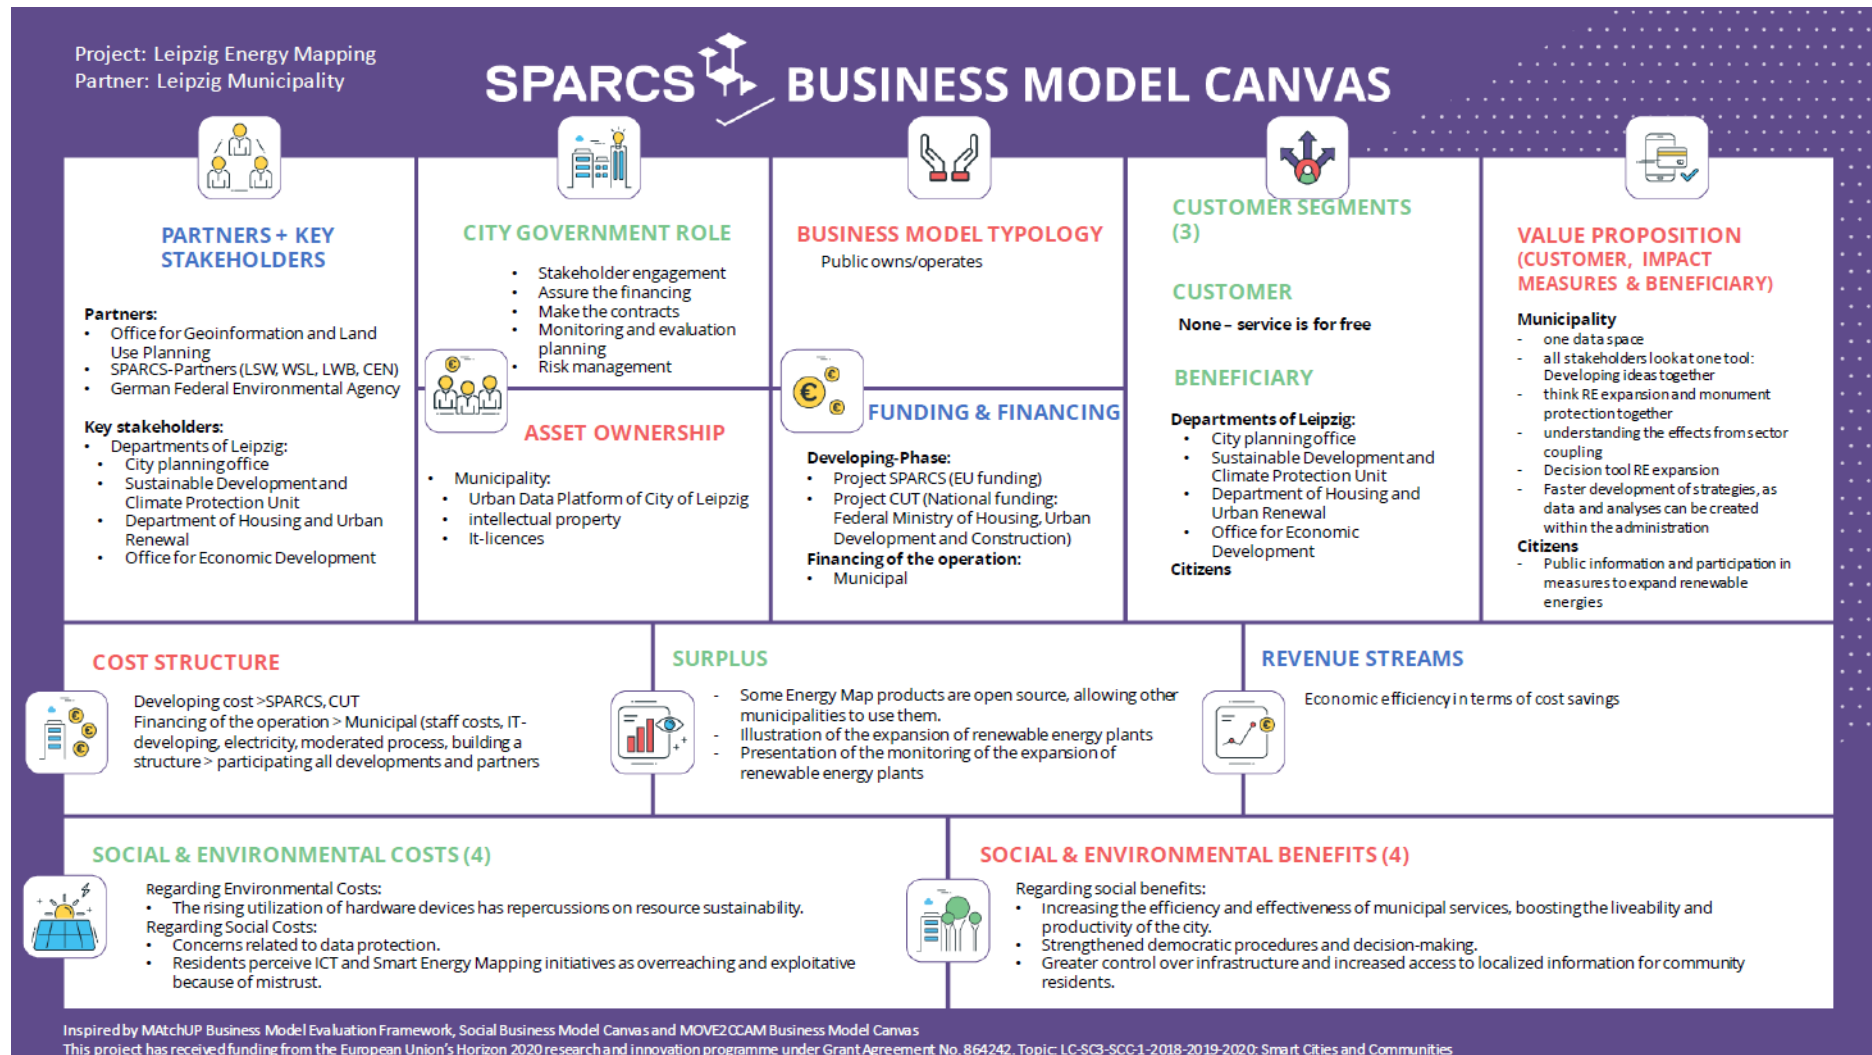 Project: Leipzig Energy Mapping
Partner: Leipzig Municipality
SPARCS BUSINESS MODEL CANVAS
PARTNERS + KEY
STAKEHOLDERS
Partners:
• Office for Geoinformation and Land
Use Planning
• SPARCS-Partners (LSW, WSL, LWB, CEN)
• German Federal Environmental Agency
Key stakeholders:
• Departments of Leipzig:
• City planning office
• Sustainable Development and
Climate Protection Unit
• Department of Housing and Urban
Renewal
• Office for Economic Development
CITY GOVERNMENT ROLE
• Stakeholder engagement
• Assure the financing
• Make the contracts
• Monitoring and evaluation
planning
• Risk management
ASSET OWNERSHIP
• Municipality:
• Urban Data Platform of City of Leipzig
• intellectual property
• It-licences
BUSINESS MODEL TYPOLOGY
Public owns/operates
FUNDING & FINANCING
Developing-Phase:
• Project SPARCS (EU funding)
• Project CUT (National funding:
Federal Ministry of Housing, Urban
Development and Construction)
Financing of the operation:
• Municipal
CUSTOMER SEGMENTS
(3)
CUSTOMER
None – service is for free
BENEFICIARY
Departments of Leipzig:
• City planning office
• Sustainable Development and
Climate Protection Unit
• Department of Housing and
Urban Renewal
• Office for Economic
Development
Citizens
VALUE PROPOSITION
(CUSTOMER, IMPACT
MEASURES & BENEFICIARY)
Municipality
- one data space
- all stakeholders look at one tool:
Developing ideas together
- think RE expansion and monument
protection together
- understanding the effects from sector
coupling
- Decision tool RE expansion
- Faster development of strategies, as
data and analyses can be created
within the administration
Citizens
- Public information and participation in
measures to expand renewable
energies
COST STRUCTURE
Developing cost > SPARCS, CUT
Financing of the operation > Municipal (staff costs, IT-
developing, electricity, moderated process, building a
structure > participating all developments and partners
SURPLUS
- Some Energy Map products are open source, allowing other
municipalities to use them.
- Illustration of the expansion of renewable energy plants
- Presentation of the monitoring of the expansion of
renewable energy plants
REVENUE STREAMS
Economic efficiency in terms of cost savings
SOCIAL & ENVIRONMENTAL COSTS (4)
Regarding Environmental Costs:
• The rising utilization of hardware devices has repercussions on resource sustainability.
Regarding Social Costs:
• Concerns related to data protection.
• Residents perceive ICT and Smart Energy Mapping initiatives as overreaching and exploitative
because of mistrust.
SOCIAL & ENVIRONMENTAL BENEFITS (4)
Regarding social benefits:
• Increasing the efficiency and effectiveness of municipal services, boosting the liveability and
productivity of the city.
• Strengthened democratic procedures and decision-making.
• Greater control over infrastructure and increased access to localized information for community
residents.
Inspired by MAtchUP Business Model Evaluation Framework, Social Business Model Canvas and MOVE2CCAM Business Model Canvas
This project has received funding from the European Union's Horizon 2020 research and innovation programme under Grant Agreement No. 864242. Topic: LC-SC3-SCC-1-2018-2019-2020: Smart Cities and Communities